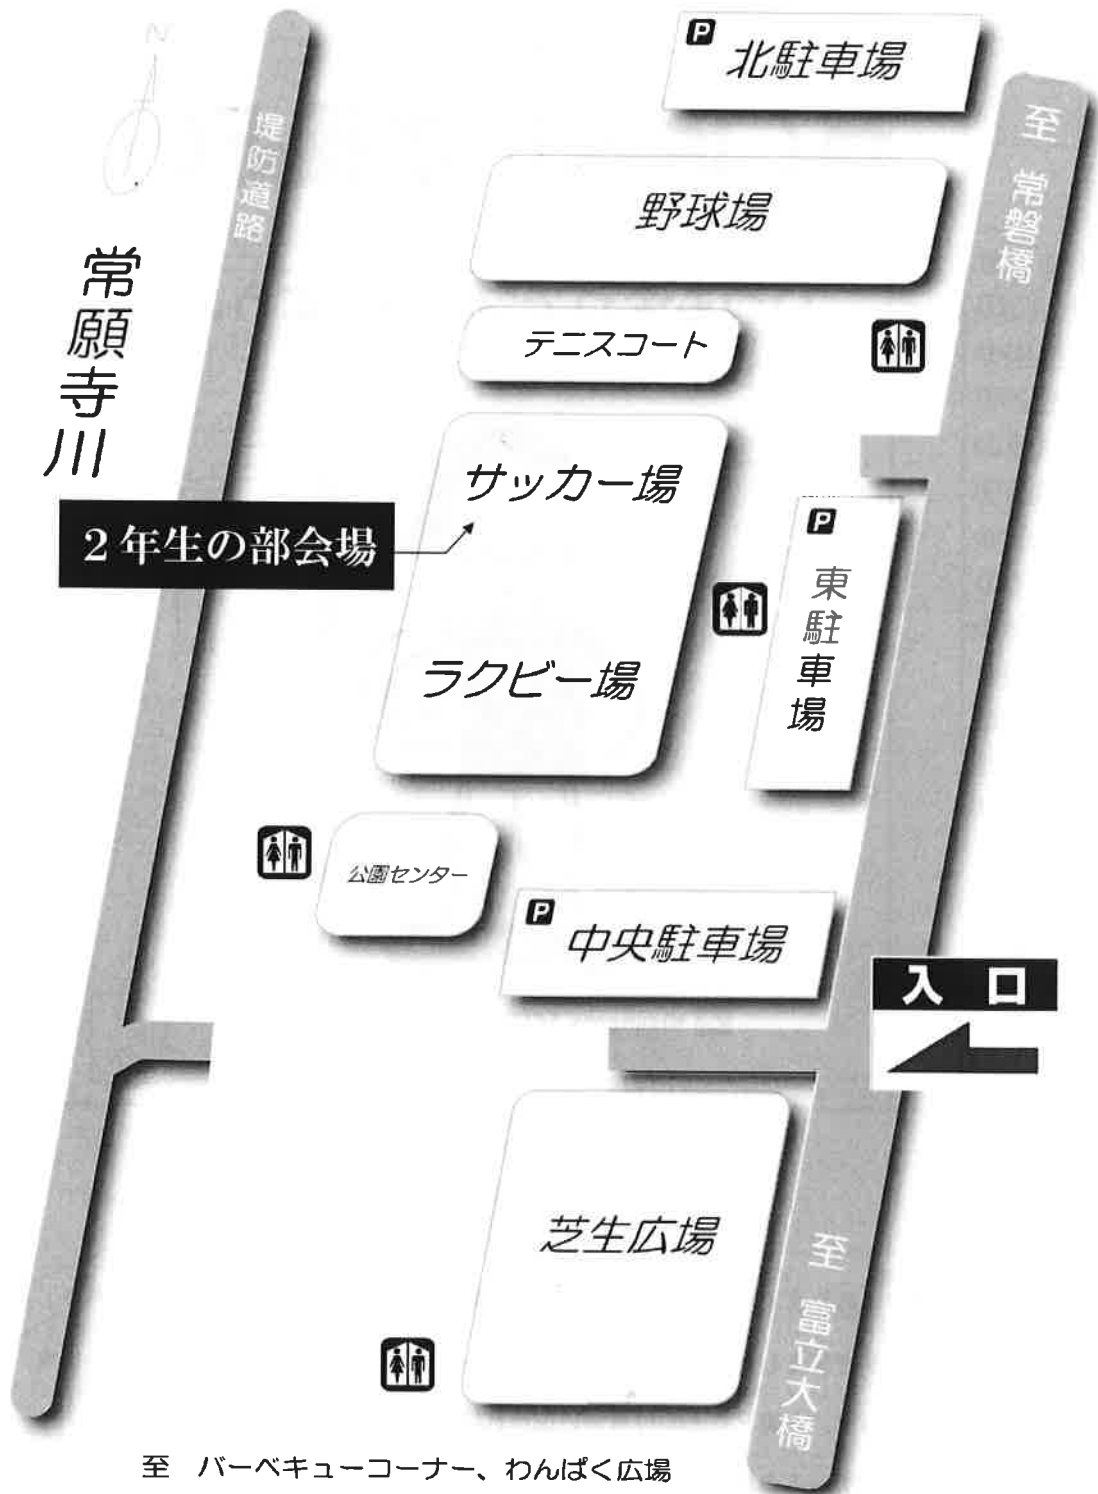 N
P
北駐車場
至 常磐橋
堤防道路
野球場
常願寺川
テニスコート
サッカー場
2年生の部会場
P
東駐車場
ラクビー場
公園センター
P
中央駐車場
入口
芝生広場
至 富立大橋
至 バーベキューコーナー、わんぱく広場